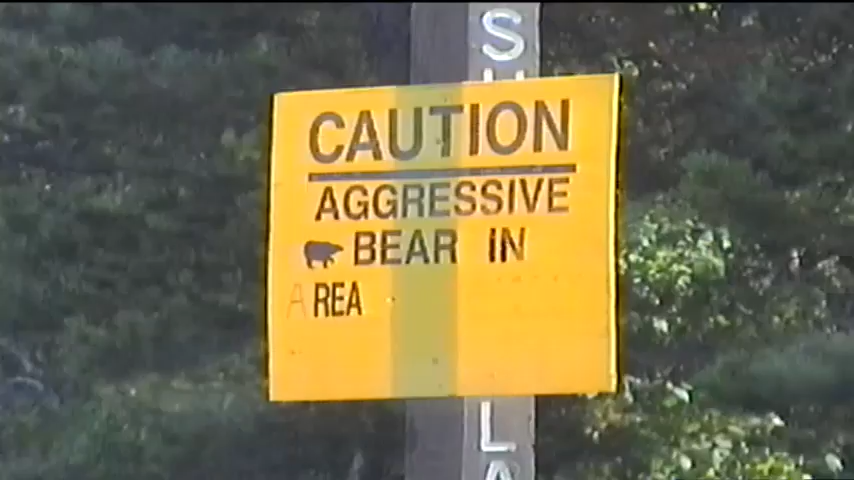 S
CAUTION
AGGRESSIVE
BEAR IN
AREA
L
A